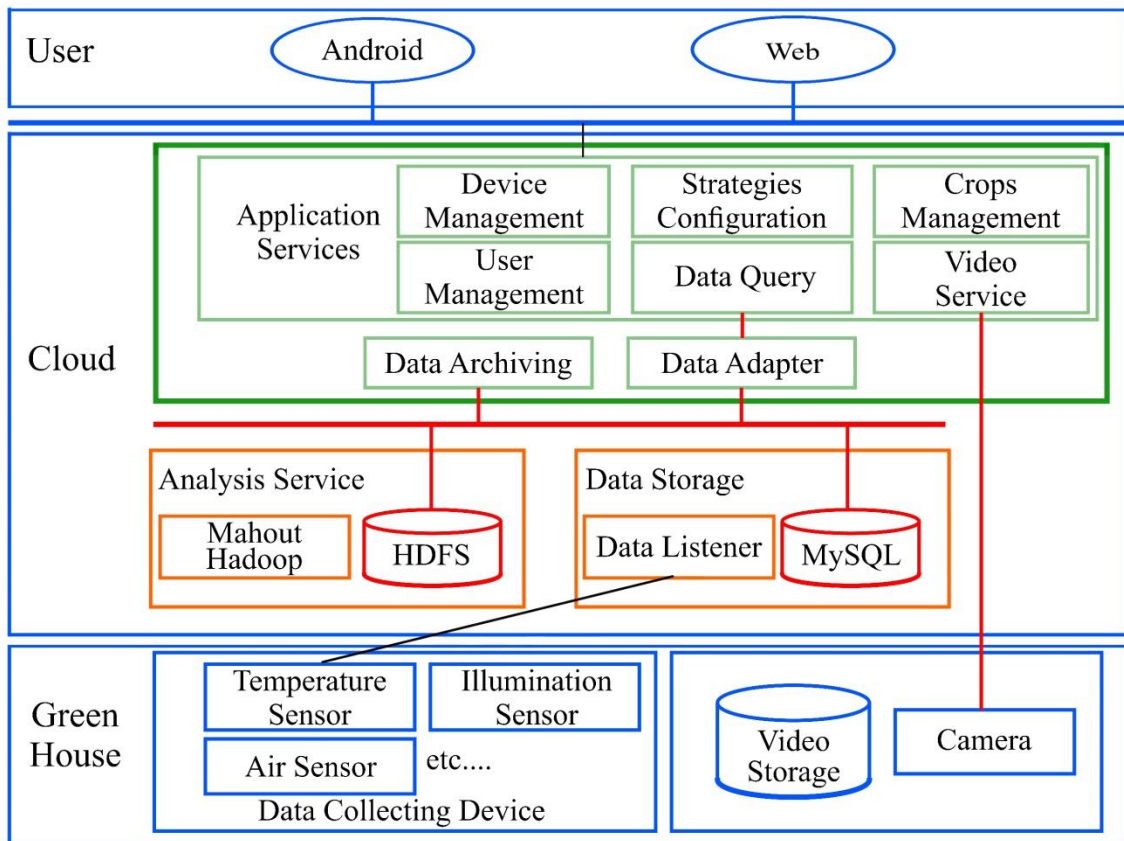 User
Android
Web
Cloud
Application
Services
Device
Management
Strategies
Configuration
Crops
Management
User
Management
Data Query
Video
Service
Data Archiving
Data Adapter
Analysis Service
Mahout
Hadoop
HDFS
Data Storage
Data Listener
MySQL
Green
House
Temperature
Sensor
Illumination
Sensor
Air Sensor
etc....
Data Collecting Device
Video
Storage
Camera